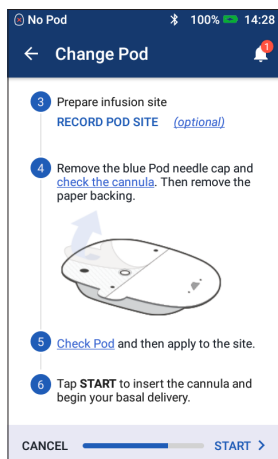 No Pod 100% 14:28
Change Pod 1
3 Prepare infusion site
RECORD POD SITE (optional)
4 Remove the blue Pod needle cap and
check the cannula. Then remove the
paper backing.
5 Check Pod and then apply to the site.
6 Tap START to insert the cannula and
begin your basal delivery.
CANCEL START